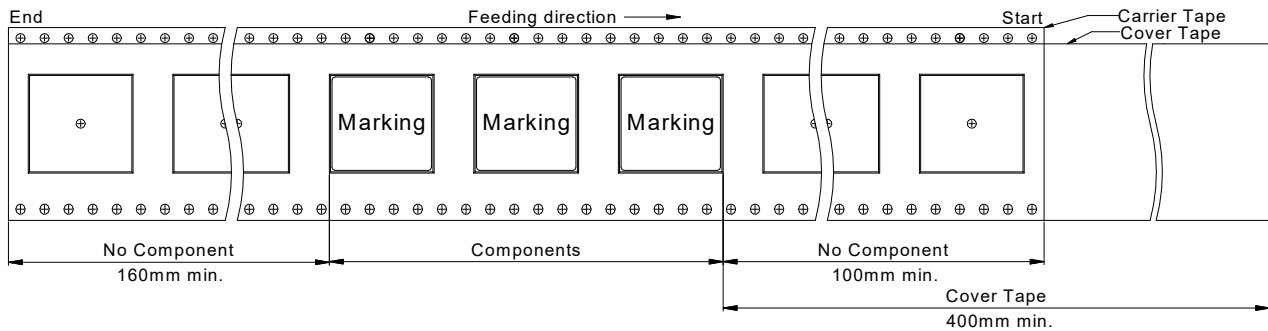 End
Feeding direction
Start
Carrier Tape
Cover Tape
Marking
Marking
Marking
No Component
160mm min.
Components
No Component
100mm min.
Cover Tape
400mm min.